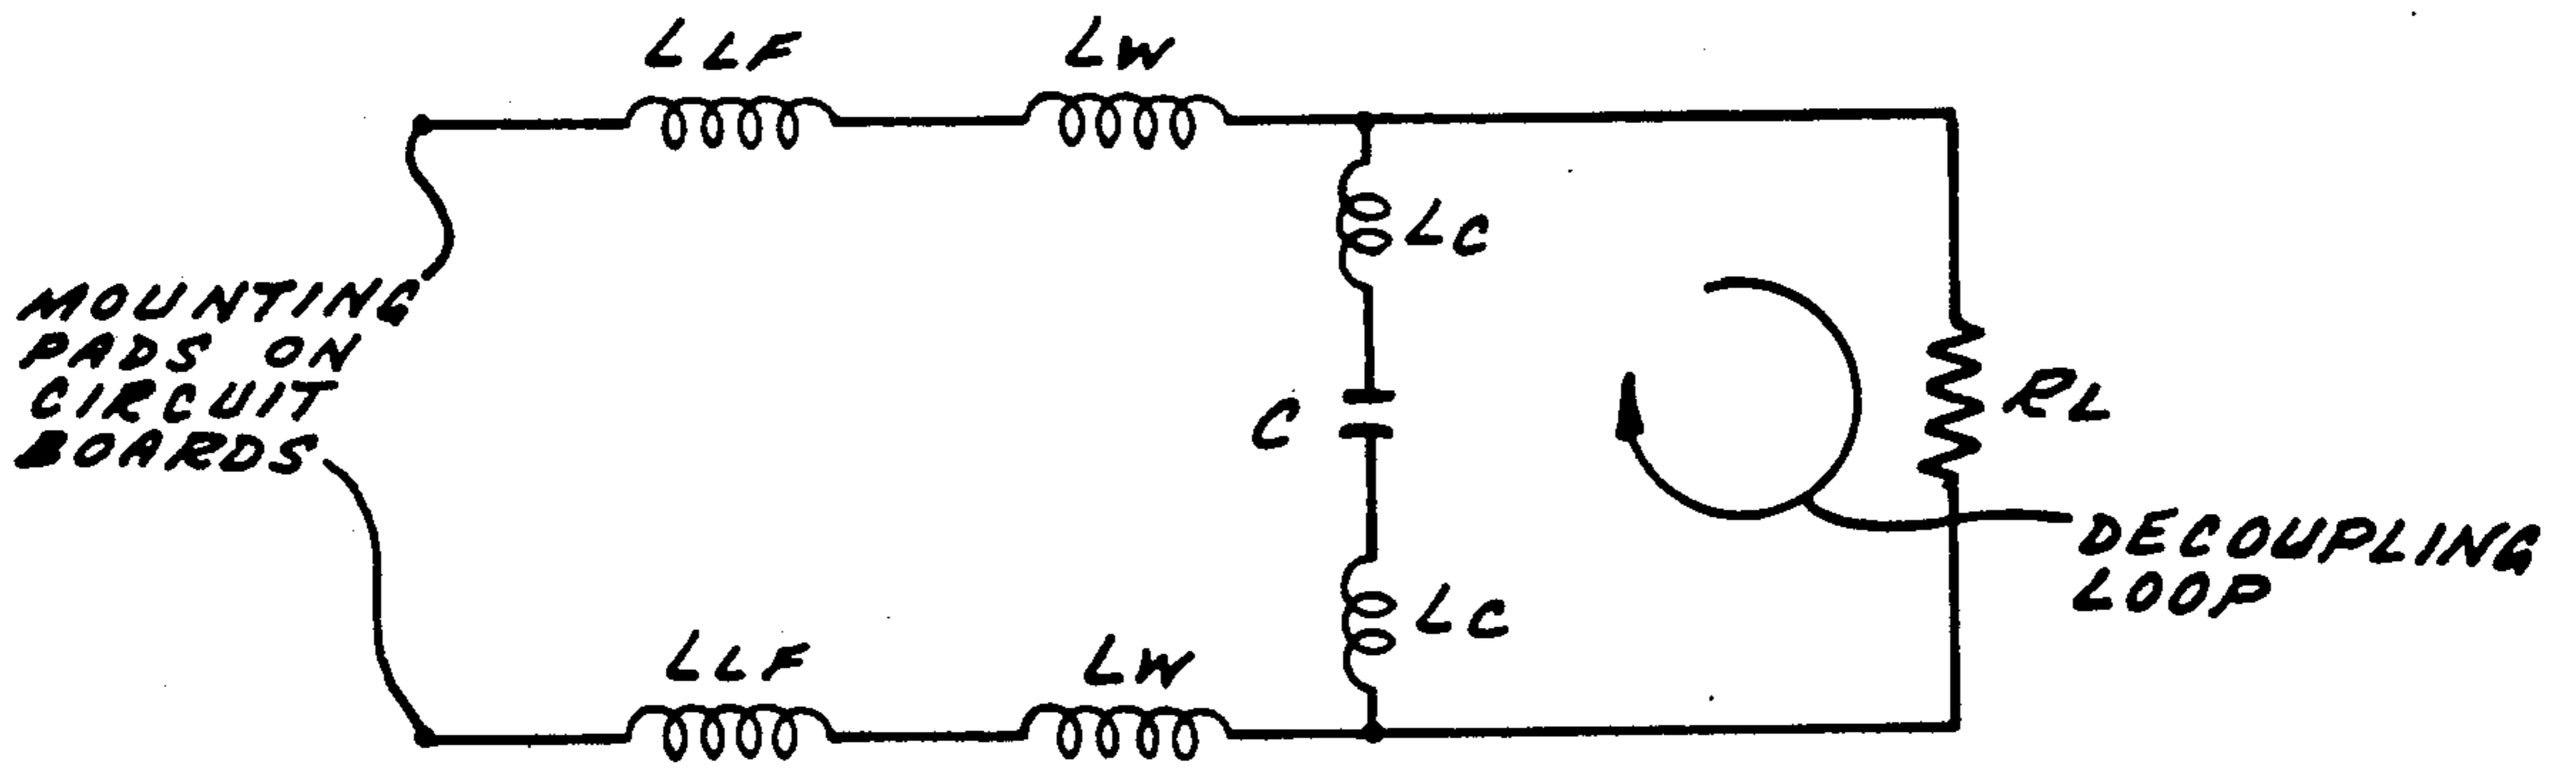 LLF
LW
LC
MOUNTING
PADS ON
CIRCUIT
BOARDS
C
RL
DECOUPLING
LOOP
LC
LLF
LW